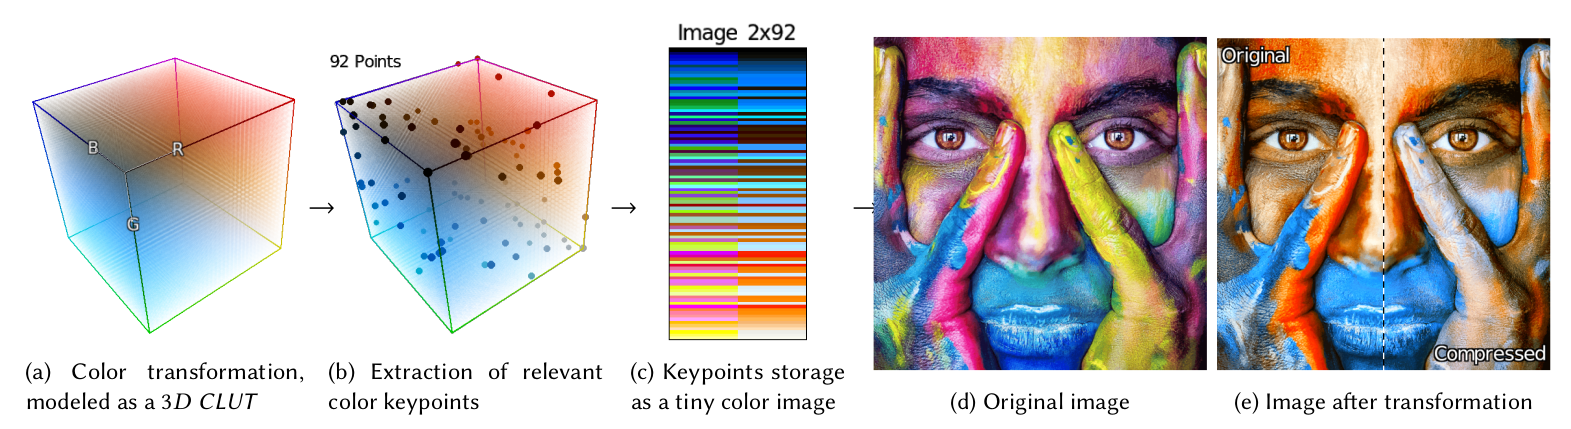 B
R
G
(a) Color transformation,
modeled as a 3D CLUT
92 Points
(b) Extraction of relevant
color keypoints
Image 2x92
(c) Keypoints storage
as a tiny color image
(d) Original image
Original
Compressed
(e) Image after transformation